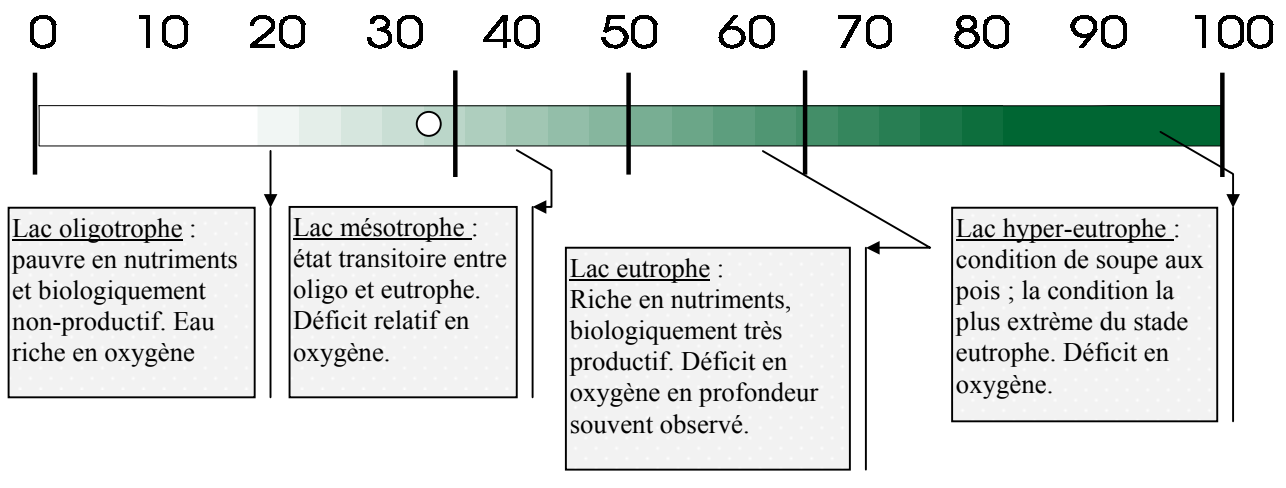 0 10 20 30 40 50 60 70 80 90 100
Lac oligotrophe :
pauvre en nutriments
et biologiquement
non-productif. Eau
riche en oxygène
Lac mésotrophe :
état transitoire entre
oligo et eutrophe.
Déficit relatif en
oxygène.
Lac eutrophe :
Riche en nutriments,
biologiquement très
productif. Déficit en
oxygène en profondeur
souvent observé.
Lac hyper-eutrophe :
condition de soupe aux
pois ; la condition la
plus extrème du stade
eutrophe. Déficit en
oxygène.